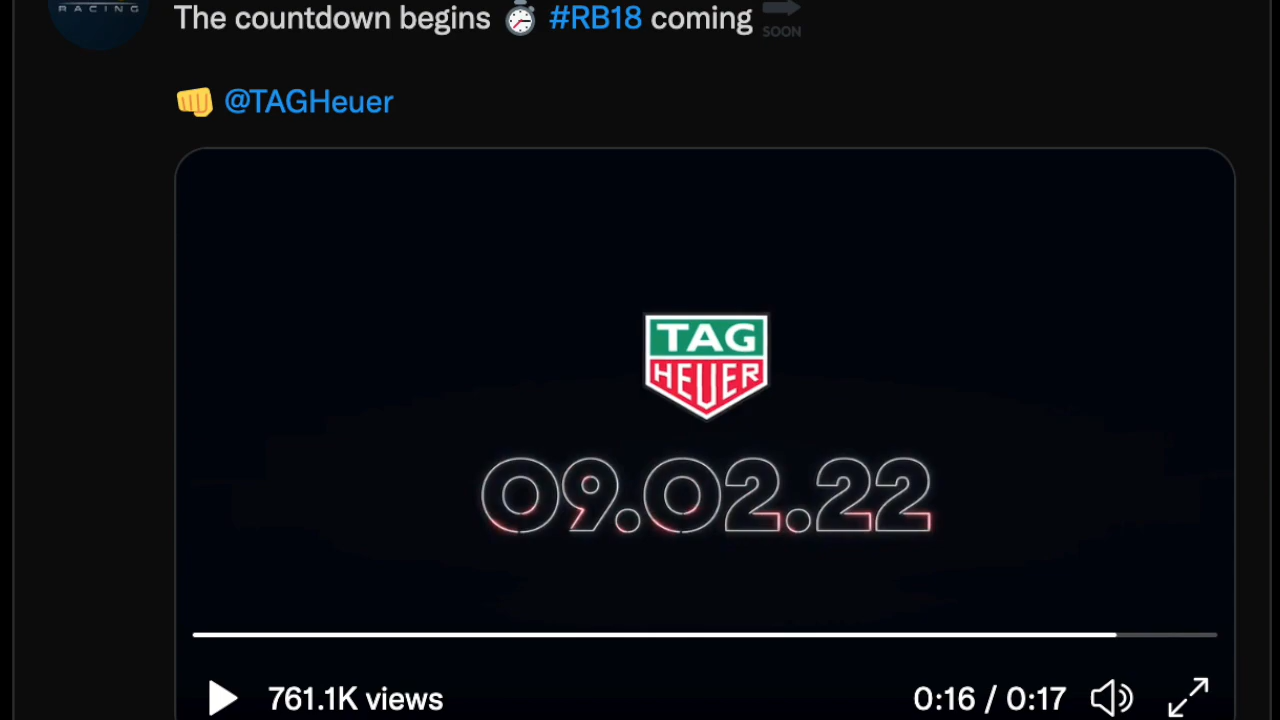 RACING
The countdown begins ⏱ #RB18 coming 🔜
👊 @TAGHeuer
TAG
HEUER
09.02.22
761.1K views 0:16 / 0:17